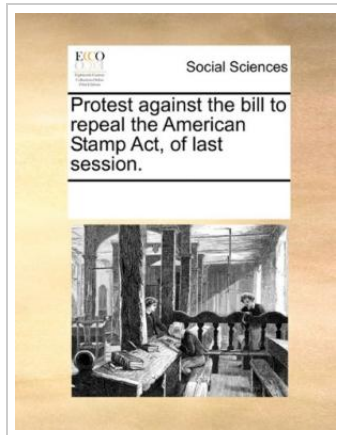 ECCO
Social Sciences
Protest against the bill to
repeal the American
Stamp Act, of last
session.